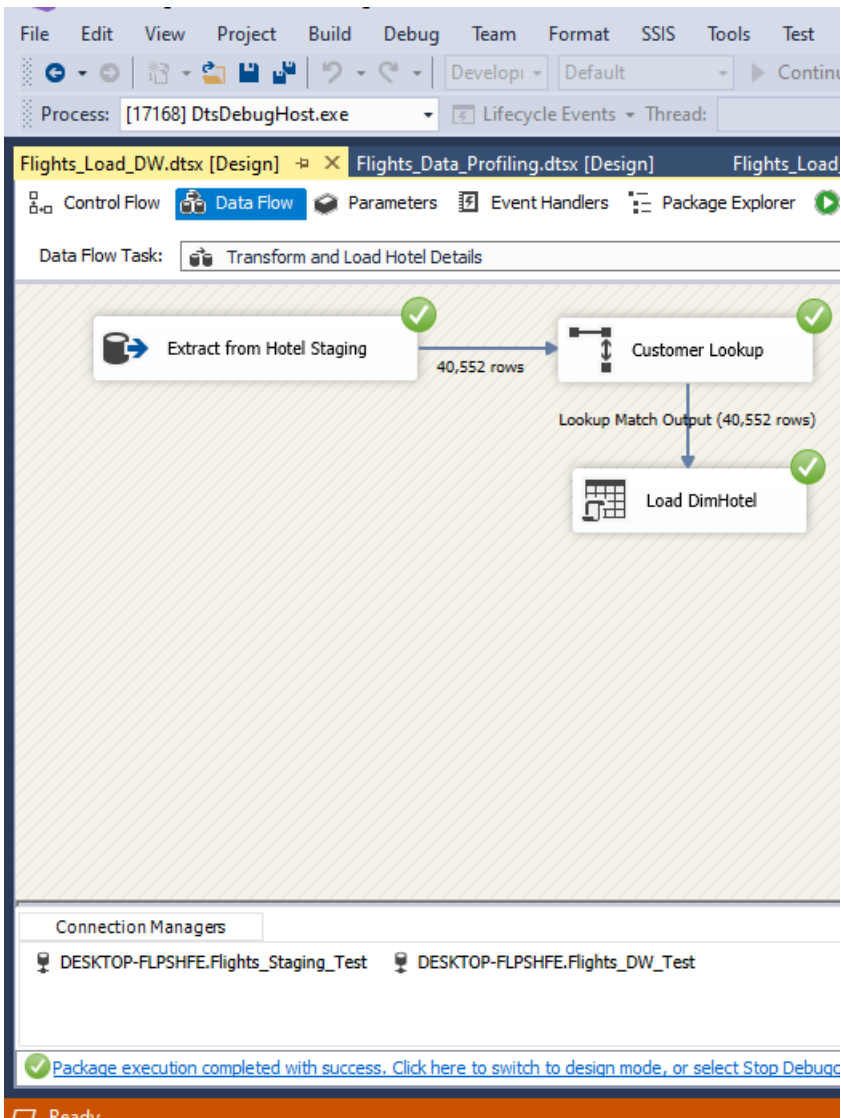 File Edit View Project Build Debug Team Format SSIS Tools Test
Default Continu
Process: [17168] DtsDebugHost.exe Lifecycle Events Thread:
Flights_Load_DW.dtsx [Design] Flights_Data_Profiling.dtsx [Design] Flights_Load_
Control Flow Data Flow Parameters Event Handlers Package Explorer
Data Flow Task: Transform and Load Hotel Details
Extract from Hotel Staging
40,552 rows
Customer Lookup
Lookup Match Output (40,552 rows)
Load DimHotel
Connection Managers
DESKTOP-FLPSHFE.Flights_Staging_Test DESKTOP-FLPSHFE.Flights_DW_Test
Package execution completed with success. Click here to switch to design mode, or select Stop Debugg
Ready